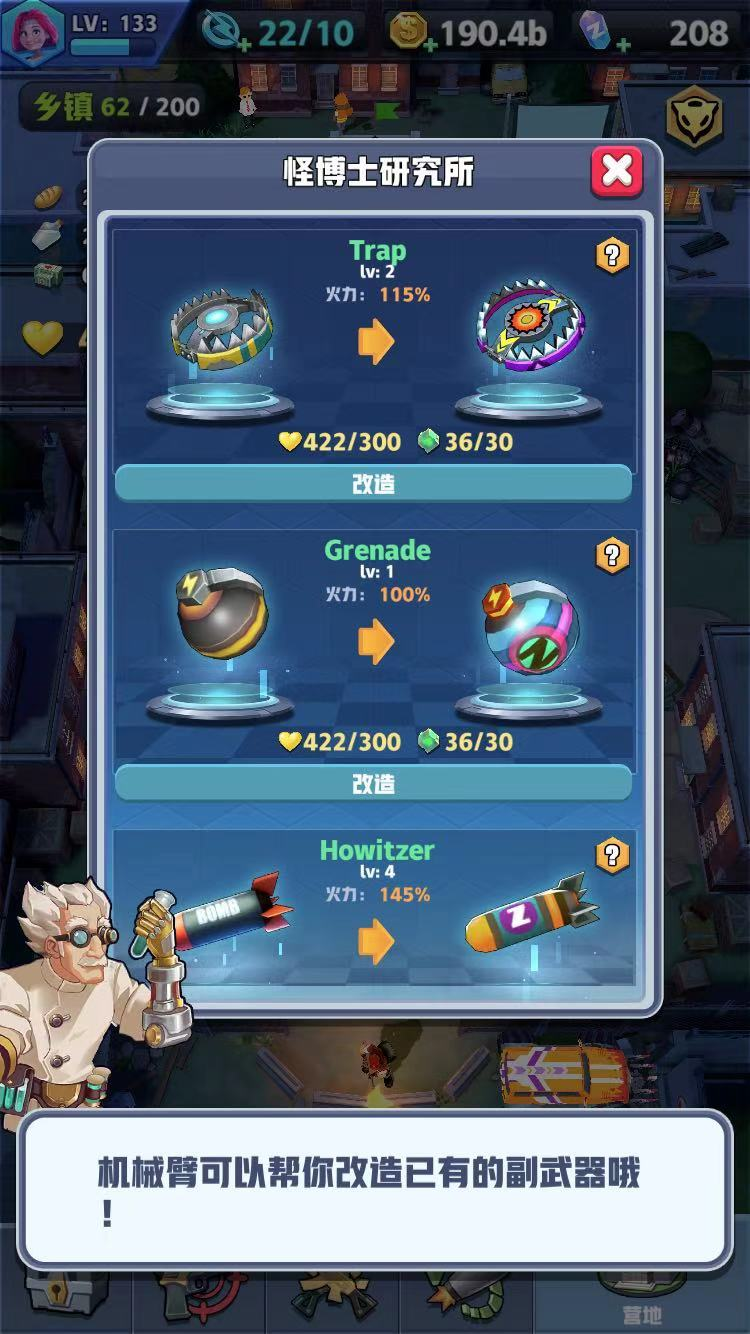 LV: 133
22/10
190.4b
208
乡镇 62 / 200
怪博士研究所
Trap
lv: 2
火力: 115%
422/300 36/30
改造
Grenade
lv: 1
火力: 100%
422/300 36/30
改造
Howitzer
lv: 4
火力: 145%
BOMB
Z
机械臂可以帮你改造已有的副武器哦
！
营地